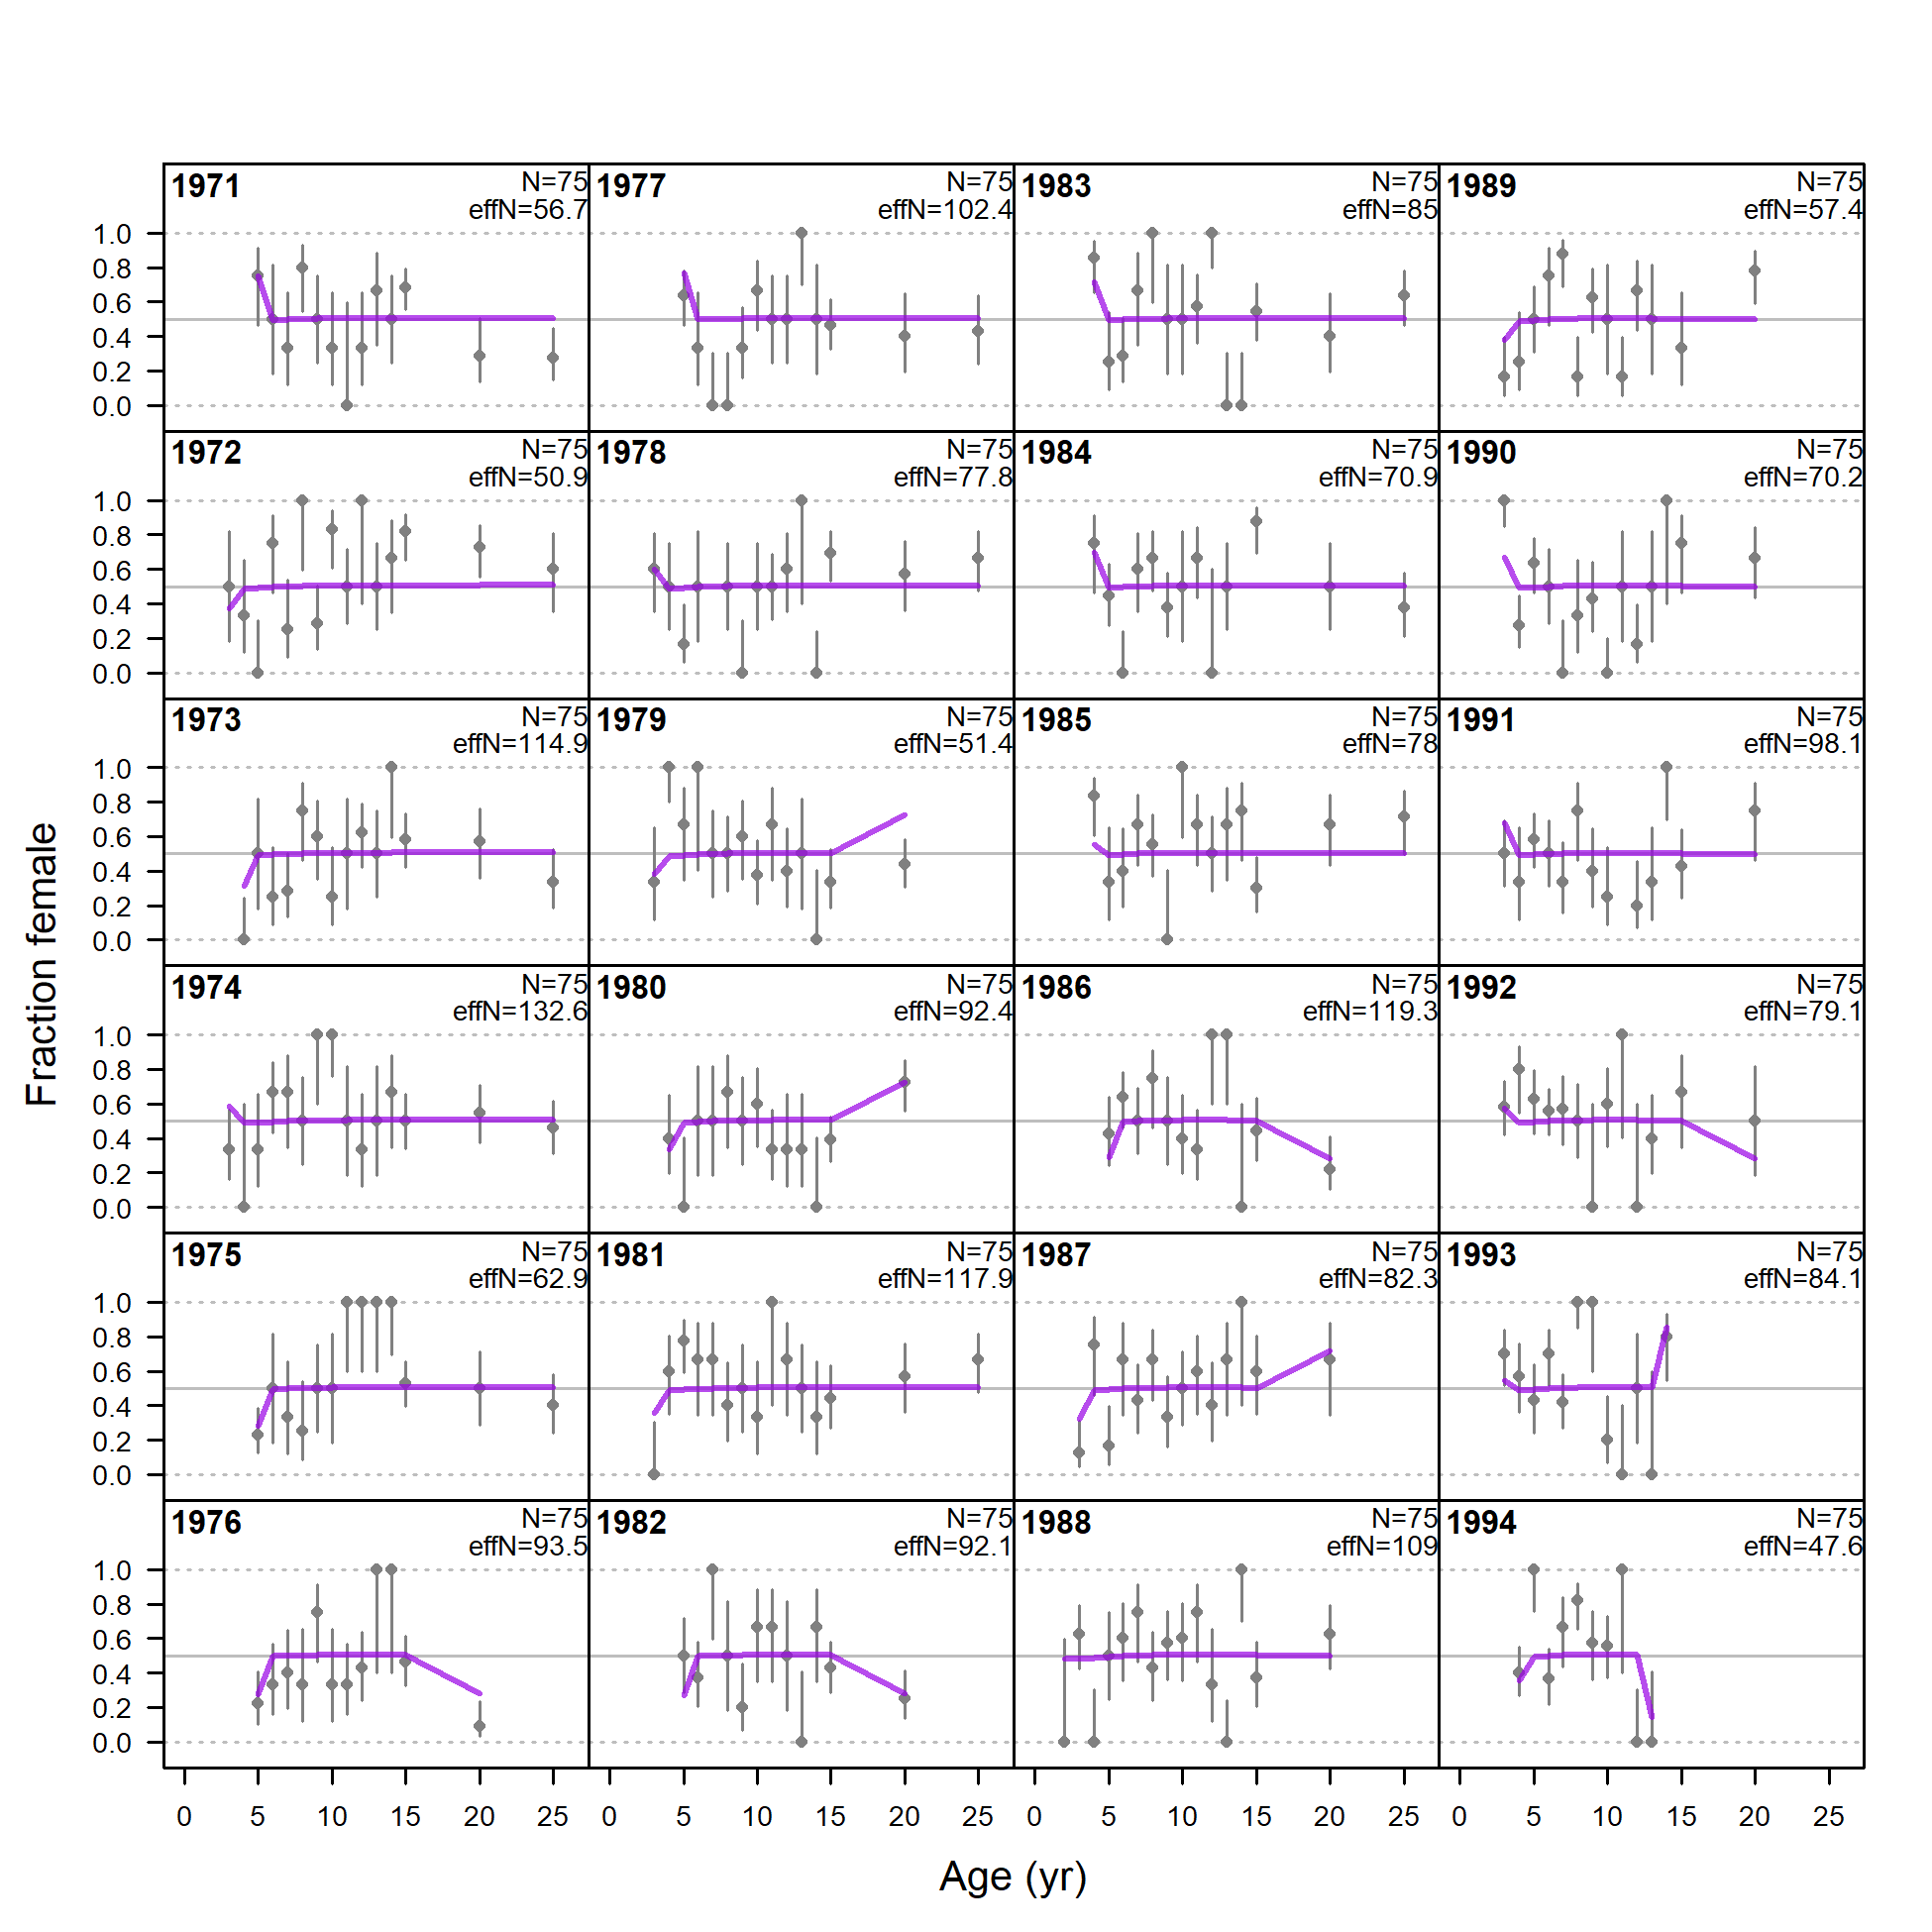 1971 N=75 1977 N=75 1983 N=75 1989 N=75
effN=56.7 effN=102.4 effN=85 effN=57.4
1.0
0.8
0.6
0.4
0.2
0.0
1972 N=75 1978 N=75 1984 N=75 1990 N=75
effN=50.9 effN=77.8 effN=70.9 effN=70.2
1.0
0.8
0.6
0.4
0.2
0.0
1973 N=75 1979 N=75 1985 N=75 1991 N=75
effN=114.9 effN=51.4 effN=78 effN=98.1
1.0
0.8
0.6
0.4
0.2
0.0
Fraction female
1974 N=75 1980 N=75 1986 N=75 1992 N=75
effN=132.6 effN=92.4 effN=119.3 effN=79.1
1.0
0.8
0.6
0.4
0.2
0.0
1975 N=75 1981 N=75 1987 N=75 1993 N=75
effN=62.9 effN=117.9 effN=82.3 effN=84.1
1.0
0.8
0.6
0.4
0.2
0.0
1976 N=75 1982 N=75 1988 N=75 1994 N=75
effN=93.5 effN=92.1 effN=109 effN=47.6
1.0
0.8
0.6
0.4
0.2
0.0
0 5 10 15 20 25 0 5 10 15 20 25 0 5 10 15 20 25 0 5 10 15 20 25
Age (yr)